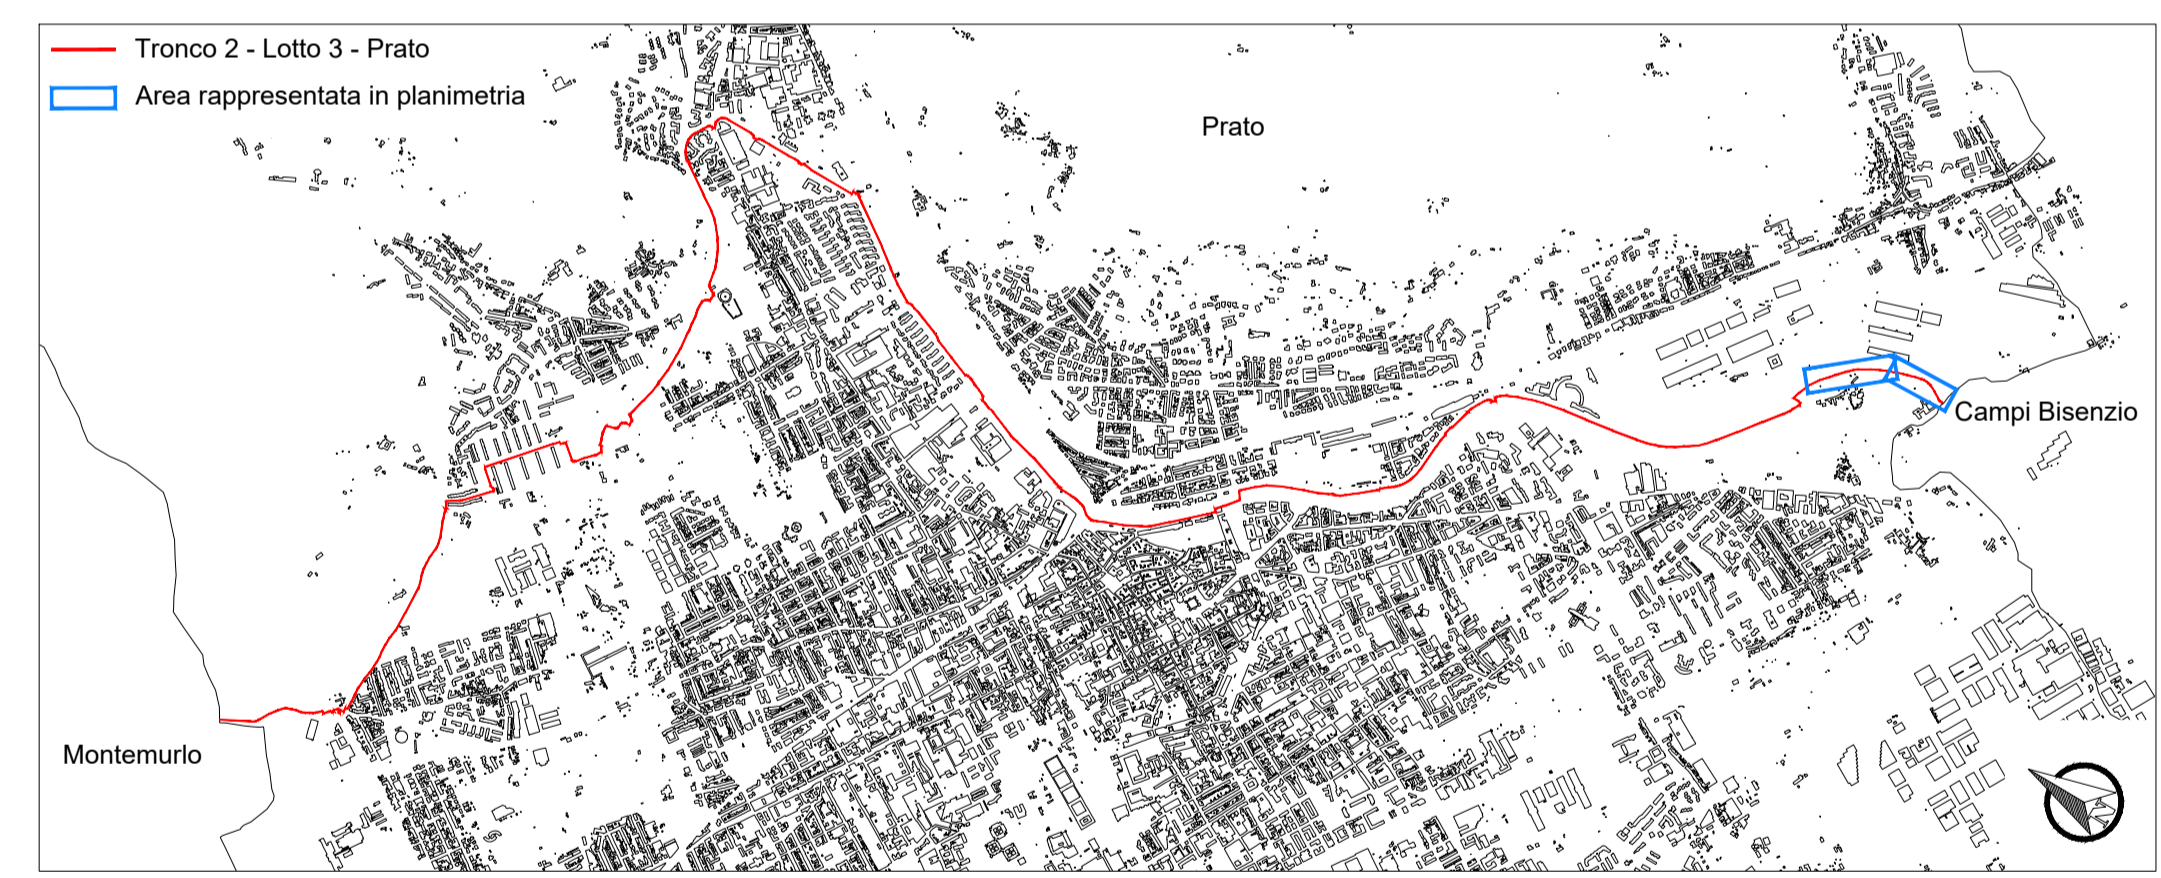 Tronco 2 - Lotto 3 - Prato
Area rappresentata in planimetria
Prato
Campi Bisenzio
Montemurlo